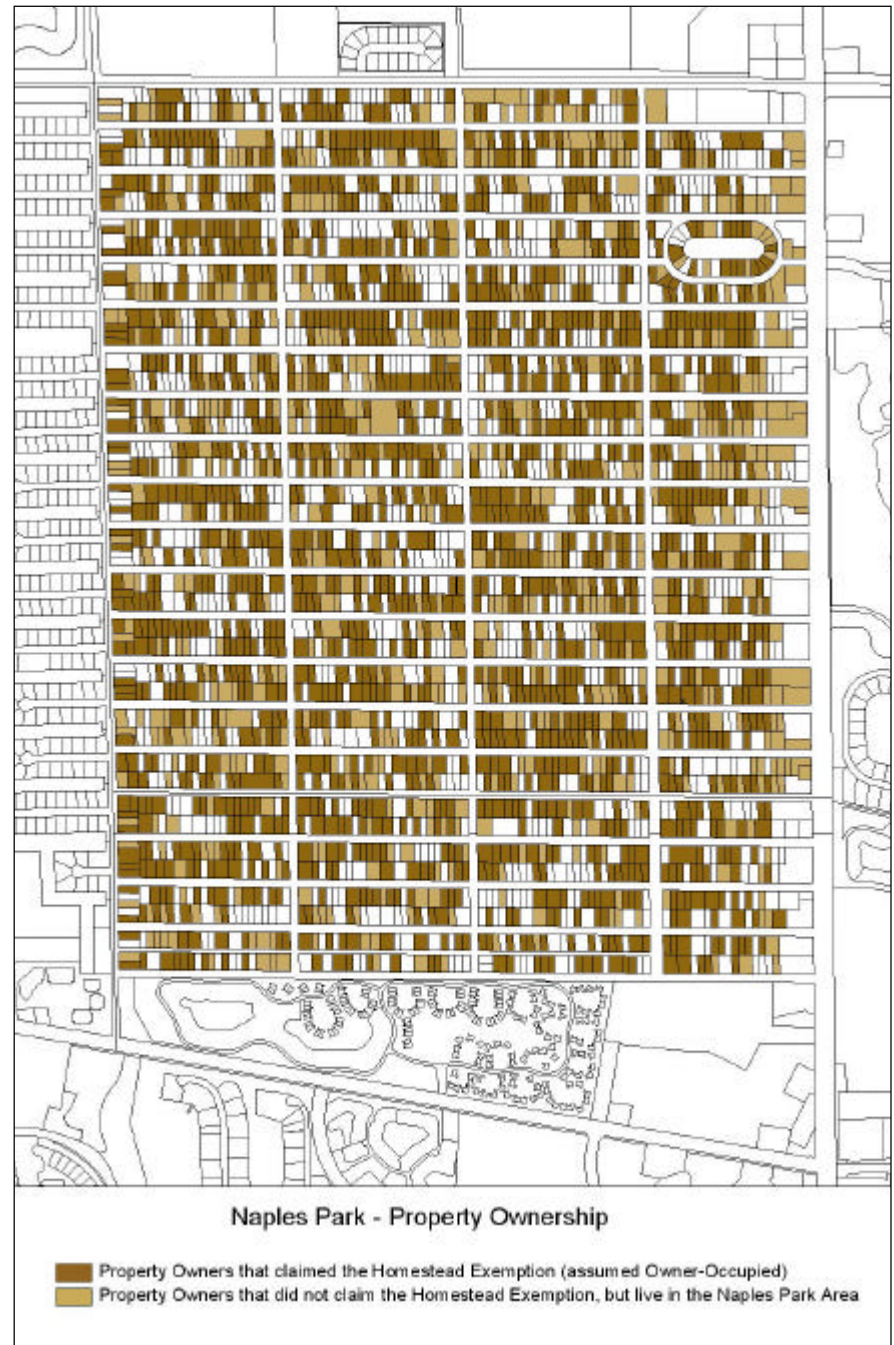 Naples Park - Property Ownership
Property Owners that claimed the Homestead Exemption (assumed Owner-Occupied)
Property Owners that did not claim the Homestead Exemption, but live in the Naples Park Area